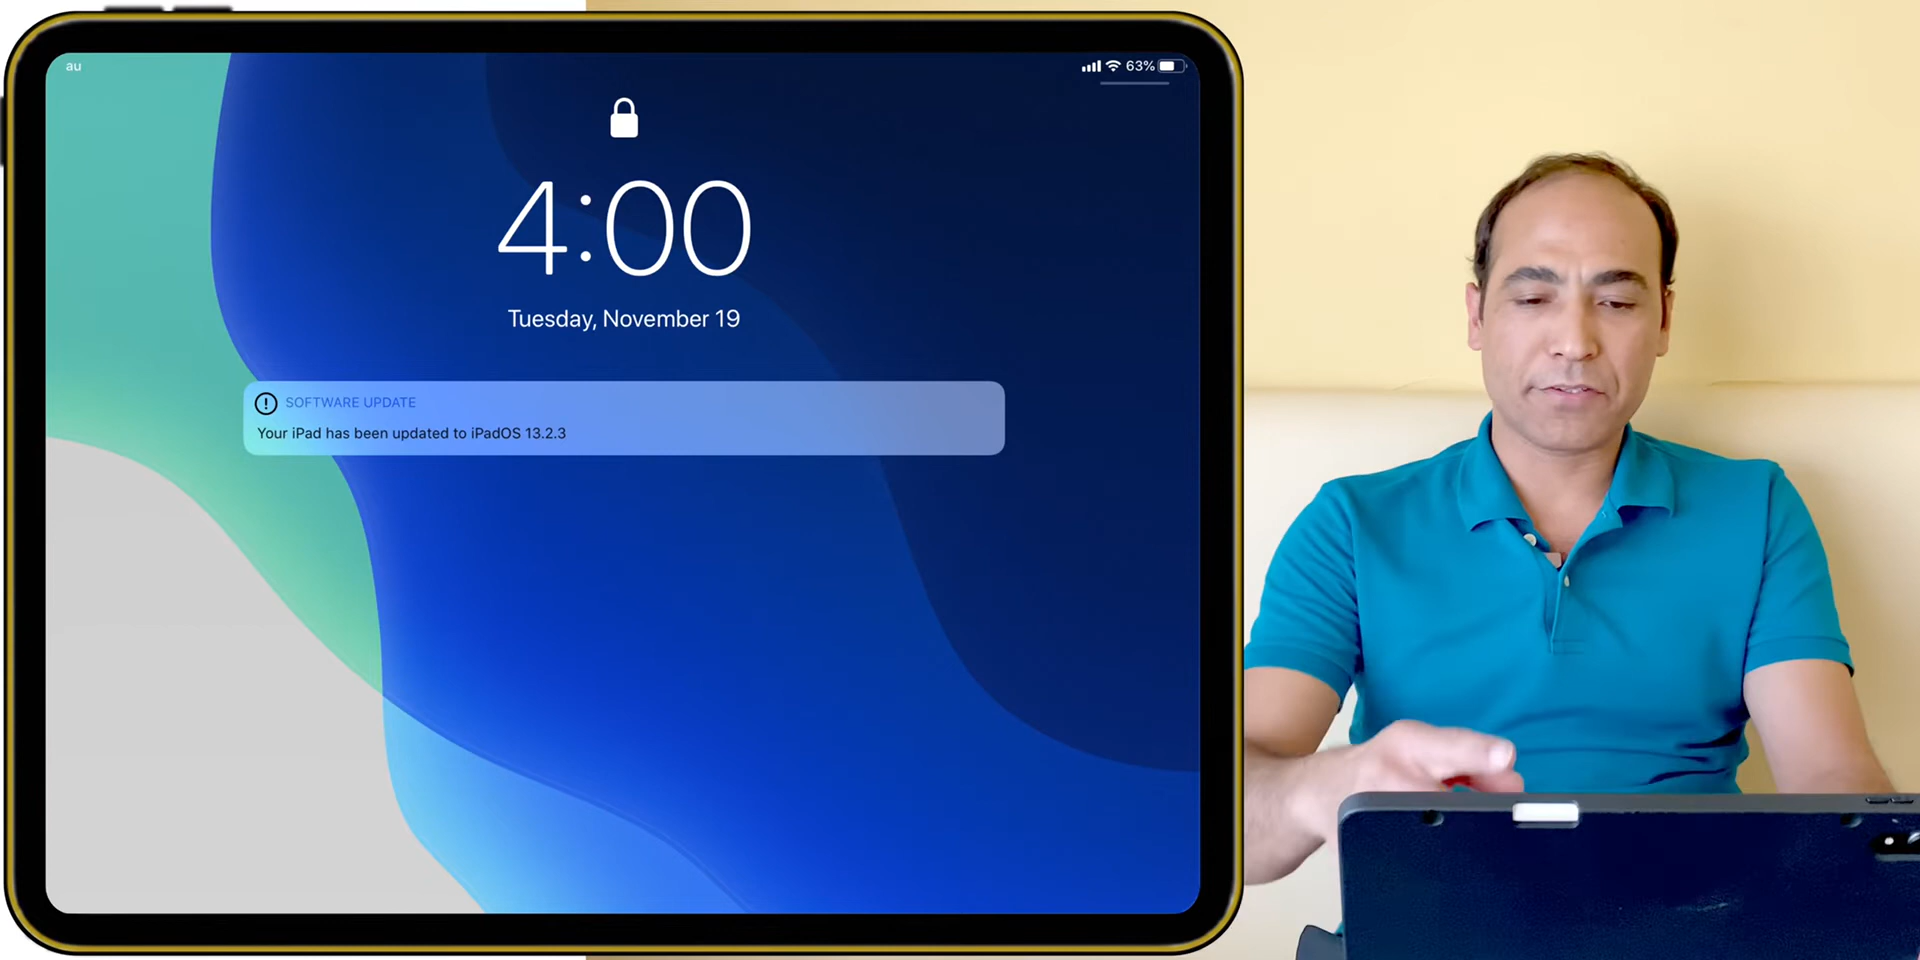 au
63%
4:00
Tuesday, November 19
SOFTWARE UPDATE
Your iPad has been updated to iPadOS 13.2.3